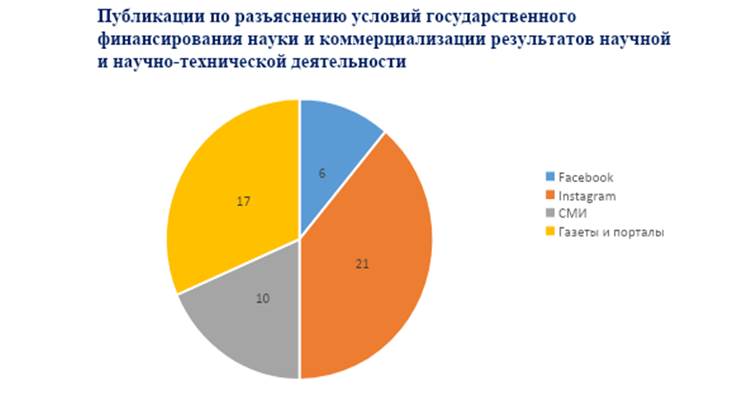 Публикации по разъяснению условий государственного
финансирования науки и коммерциализации результатов научной
и научно-технической деятельности
6
17
21
10
Facebook
Instagram
СМИ
Газеты и порталы